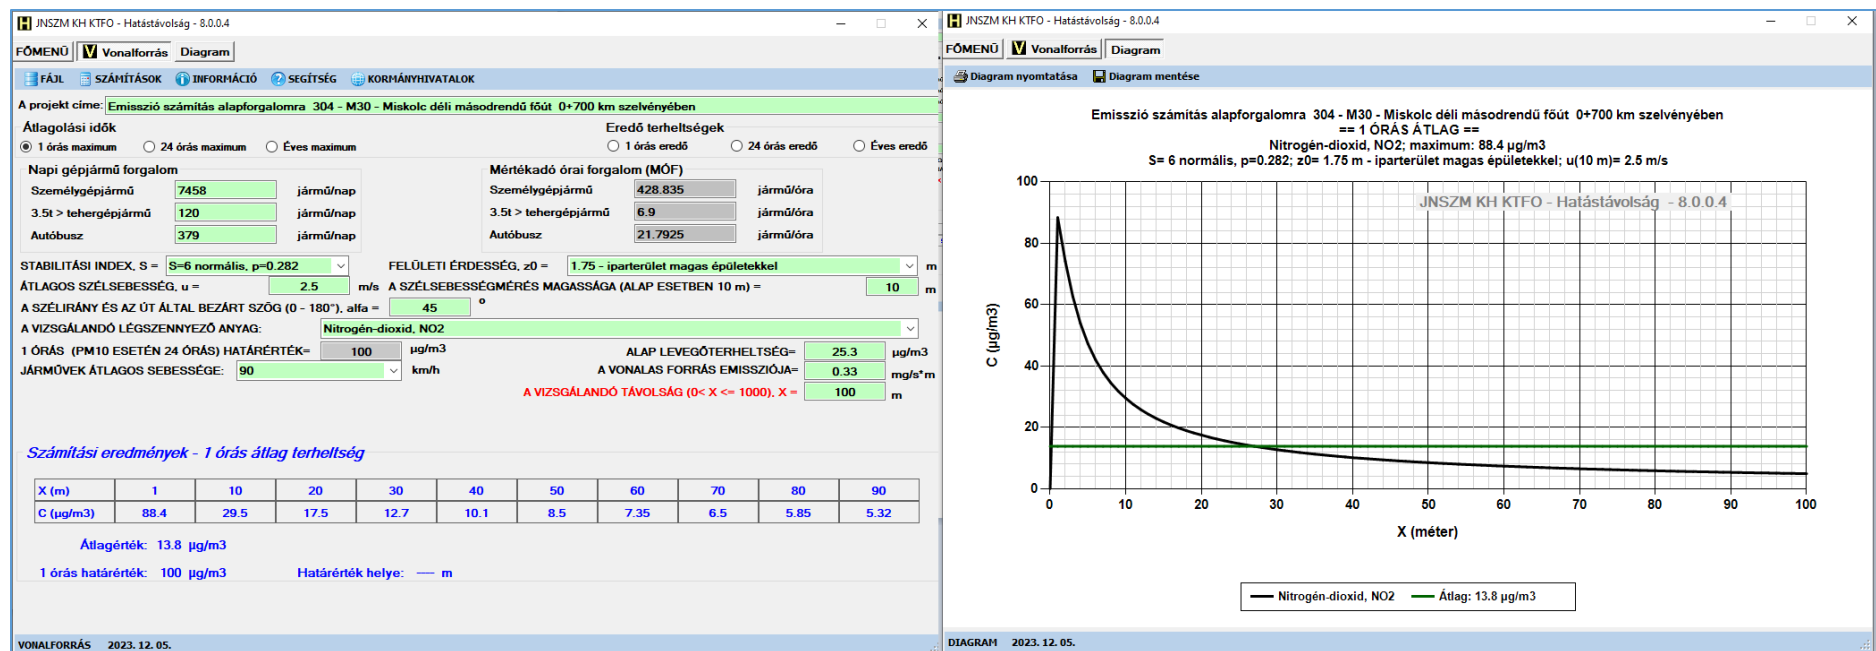 JNSZM KH KTFO - Hatástávolság - 8.0.0.4
FŐMENÜ Vonalforrás Diagram
FÁJL SZÁMÍTÁSOK INFORMÁCIÓ SEGÍTSÉG KORMÁNYHIVATALOK
A projekt címe: Emisszió számítás alapforgalomra 304 - M30 - Miskolc déli másodrendű főút 0+700 km szelvényében
Átlagolási idők
1 órás maximum 24 órás maximum Éves maximum
Eredő terheltségek
1 órás eredő 24 órás eredő Éves eredő
Napi gépjármű forgalom
Személygépjármű 7458 jármű/nap
3.5t > tehergépjármű 120 jármű/nap
Autóbusz 379 jármű/nap
Mértékadó órai forgalom (MÓF)
Személygépjármű 428.835 jármű/óra
3.5t > tehergépjármű 6.9 jármű/óra
Autóbusz 21.7925 jármű/óra
STABILITÁSI INDEX, S = S=6 normális, p=0.282 FELÜLETI ÉRDESSÉG, z0 = 1.75 - iparterület magas épületekkel m
ÁTLAGOS SZÉLSEBESSÉG, u = 2.5 m/s A SZÉLSEBESSÉGMÉRÉS MAGASSÁGA (ALAP ESETBEN 10 m) = 10 m
A SZÉLIRÁNY ÉS AZ ÚT ÁLTAL BEZÁRT SZÖG (0 - 180°), alfa = 45 o
A VIZSGÁLANDÓ LÉGSZENNYEZŐ ANYAG: Nitrogén-dioxid, NO2
1 ÓRÁS (PM10 ESETÉN 24 ÓRÁS) HATÁRÉRTÉK= 100 µg/m3 ALAP LEVEGŐTERHELTSÉG= 25.3 µg/m3
JÁRMŰVEK ÁTLAGOS SEBESSÉGE: 90 km/h A VONALAS FORRÁS EMISSZIÓJA= 0.33 mg/s*m
A VIZSGÁLANDÓ TÁVOLSÁG (0< X <= 1000), X = 100 m
Számítási eredmények - 1 órás átlag terheltség
X (m) 1 10 20 30 40 50 60 70 80 90
C (µg/m3) 88.4 29.5 17.5 12.7 10.1 8.5 7.35 6.5 5.85 5.32
Átlagérték: 13.8 µg/m3
1 órás határérték: 100 µg/m3 Határérték helye: ---- m
VONALFORRÁS 2023. 12. 05.
JNSZM KH KTFO - Hatástávolság - 8.0.0.4
FŐMENÜ Vonalforrás Diagram
Diagram nyomtatása Diagram mentése
Emisszió számítás alapforgalomra 304 - M30 - Miskolc déli másodrendű főút 0+700 km szelvényében
== 1 ÓRÁS ÁTLAG ==
Nitrogén-dioxid, NO2; maximum: 88.4 µg/m3
S= 6 normális, p=0.282; z0= 1.75 m - iparterület magas épületekkel; u(10 m)= 2.5 m/s
JNSZM KH KTFO - Hatástávolság - 8.0.0.4
C (µg/m3)
100
80
60
40
20
0
0 10 20 30 40 50 60 70 80 90 100
X (méter)
Nitrogén-dioxid, NO2 Átlag: 13.8 µg/m3
DIAGRAM 2023. 12. 05.